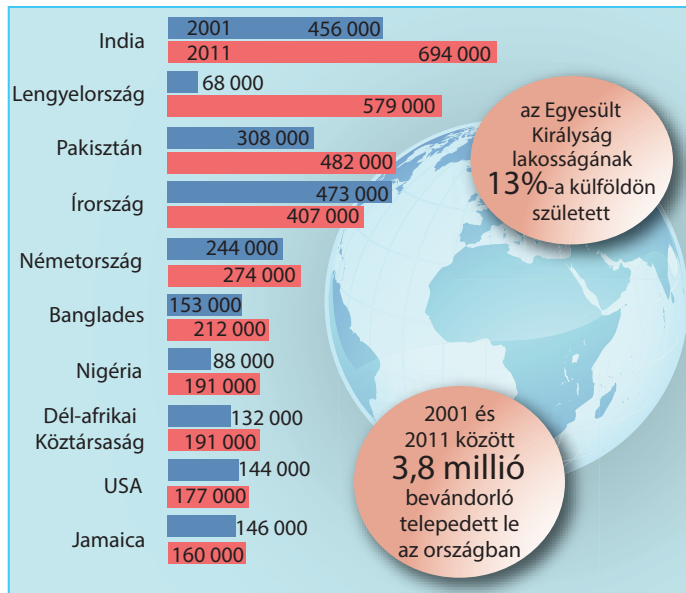 India
2001 456 000
2011 694 000
Lengyelország
68 000
579 000
Pakisztán
308 000
482 000
Írország
473 000
407 000
Németország
244 000
274 000
Banglades
153 000
212 000
Nigéria
88 000
191 000
Dél-afrikai
Köztársaság
132 000
191 000
USA
144 000
177 000
Jamaica
146 000
160 000
az Egyesült
Királyság
lakosságának
13%-a külföldön
született
2001 és
2011 között
3,8 millió
bevándorló
telepedett le
az országban